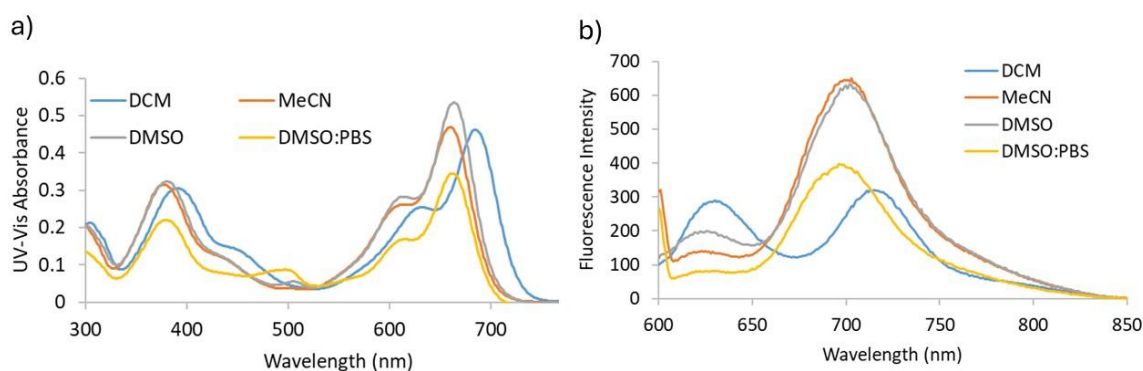 a)
0.6
0.5
0.4
0.3
0.2
0.1
0
UV-Vis Absorbance
DCM
MeCN
DMSO
DMSO:PBS
300
400
500
600
700
Wavelength (nm)
b)
700
600
500
400
300
200
100
0
Fluorescence Intensity
DCM
MeCN
DMSO
DMSO:PBS
600
650
700
750
800
850
Wavelength (nm)